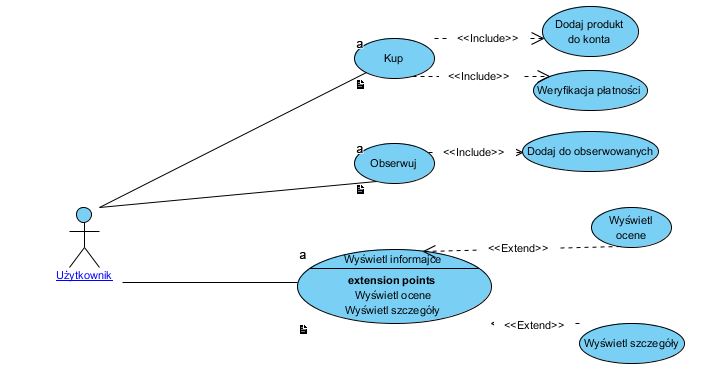 a
Kup
<<Include>>
Dodaj produkt
do konta
<<Include>>
Weryfikacja płatności
a
Obserwuj
<<Include>>
Dodaj do obserwowanych
Użytkownik
a
Wyświetl informajce
extension points
Wyświetl ocene
Wyświetl szczegóły
<<Extend>>
Wyświetl
ocene
<<Extend>>
Wyświetl szczegóły